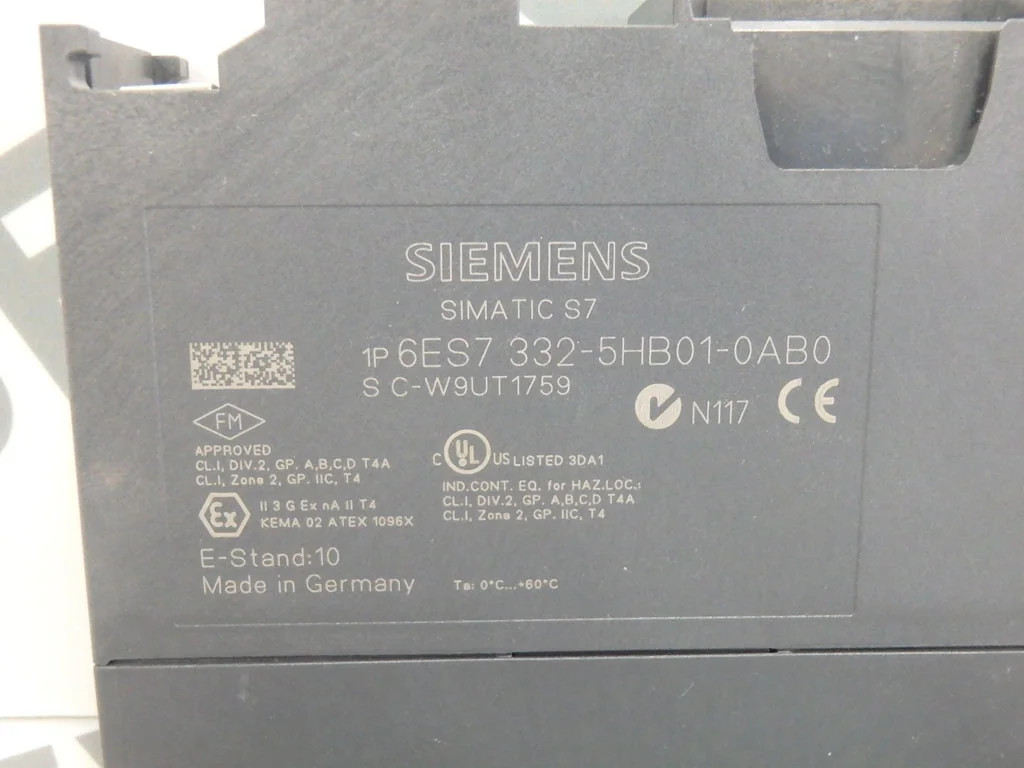 SIEMENS
SIMATIC S7
1P 6ES7 332-5HB01-0AB0
S C-W9UT1759
N117 CE
FM
APPROVED
CL.I, DIV.2, GP. A,B,C,D T4A
CL.I, Zone 2, GP. IIC, T4
C UL US LISTED 3DA1
IND.CONT. EQ. for HAZ.LOC.:
CL.I, DIV.2, GP. A,B,C,D T4A
CL.I, Zone 2, GP. IIC, T4
Ex II 3 G Ex nA II T4
KEMA 02 ATEX 1096X
E-Stand:10
Made in Germany
Ta: 0°C...+60°C